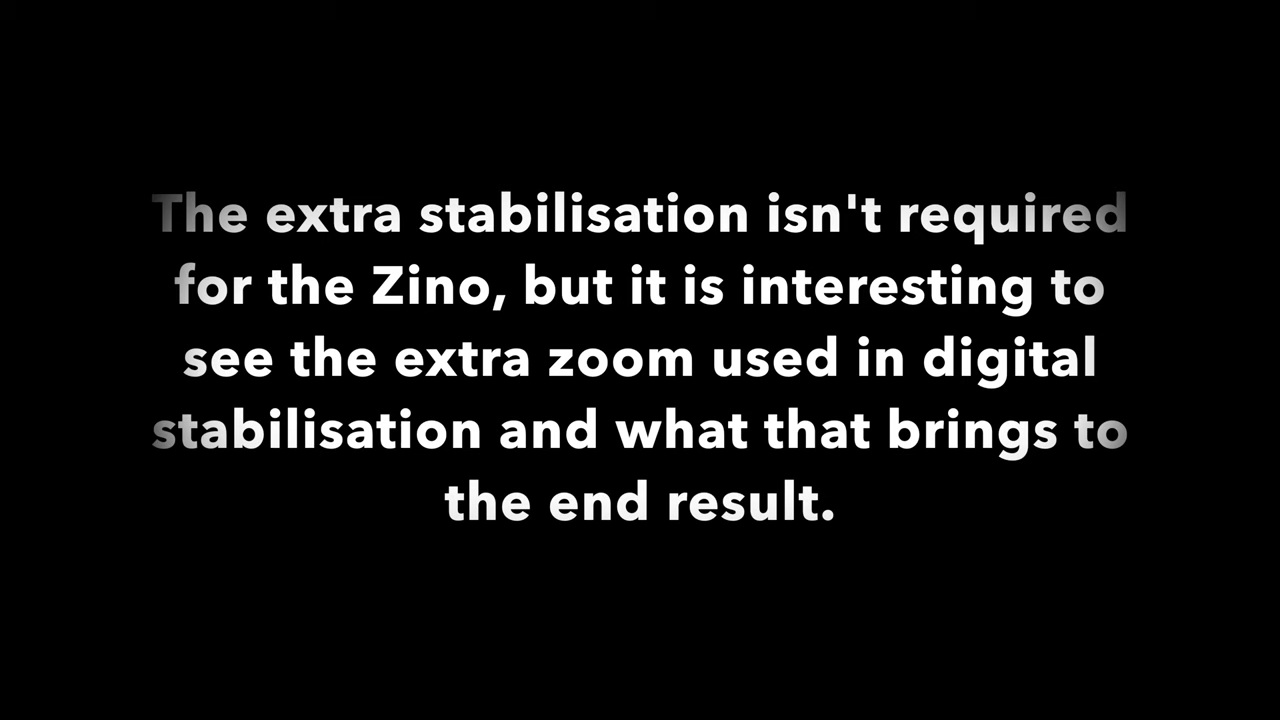 The extra stabilisation isn't required
for the Zino, but it is interesting to
see the extra zoom used in digital
stabilisation and what that brings to
the end result.